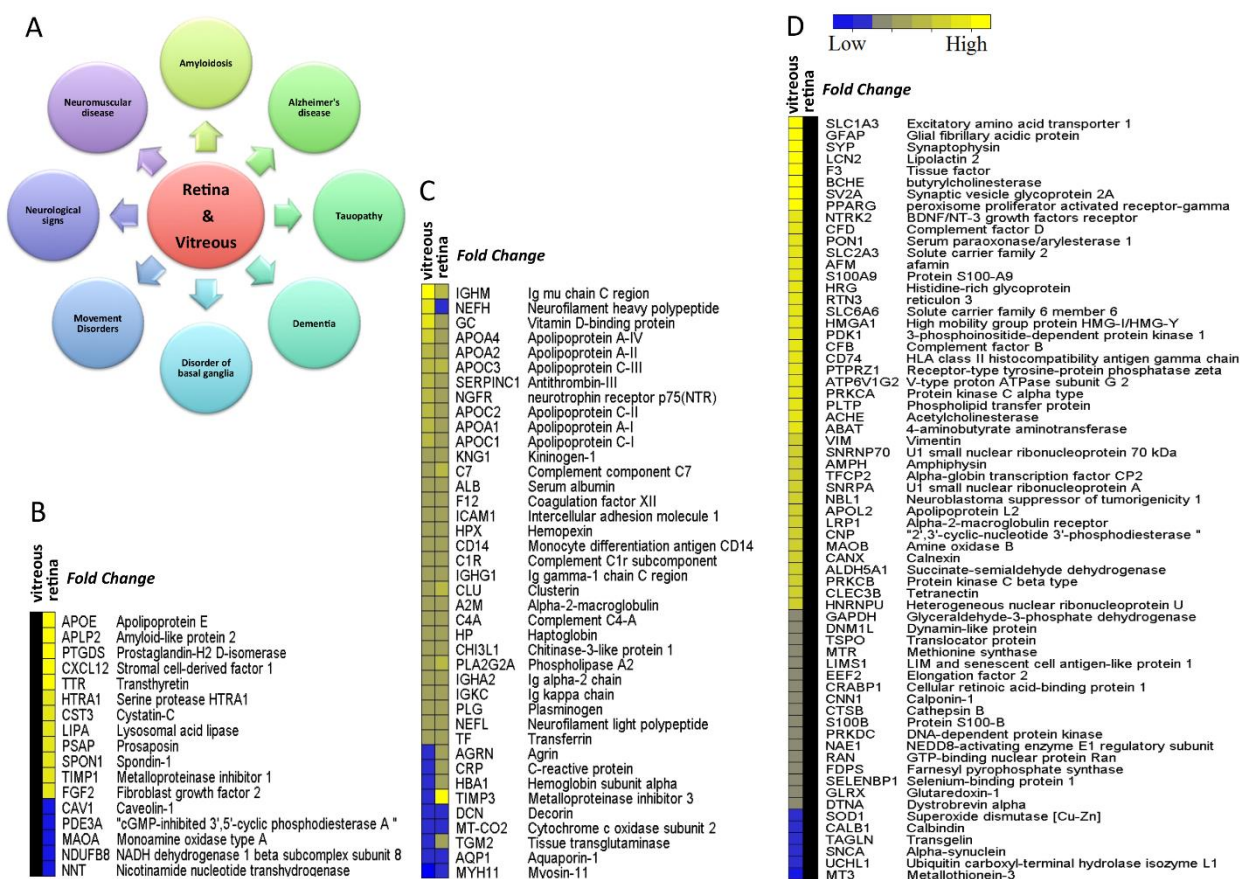 A
Amyloidosis
Alzheimer's
disease
Tauopathy
Dementia
Disorder of
basal ganglia
Movement
Disorders
Neurological
signs
Neuromuscular
disease
Retina
&
Vitreous
B
vitreous
retina
Fold Change
APOE Apolipoprotein E
APLP2 Amyloid-like protein 2
PTGDS Prostaglandin-H2 D-isomerase
CXCL12 Stromal cell-derived factor 1
TTR Transthyretin
HTRA1 Serine protease HTRA1
CST3 Cystatin-C
LIPA Lysosomal acid lipase
PSAP Prosaposin
SPON1 Spondin-1
TIMP1 Metalloproteinase inhibitor 1
FGF2 Fibroblast growth factor 2
CAV1 Caveolin-1
PDE3A "cGMP-inhibited 3',5'-cyclic phosphodiesterase A "
MAOA Monoamine oxidase type A
NDUFB8 NADH dehydrogenase 1 beta subcomplex subunit 8
NNT Nicotinamide nucleotide transhydrogenase
C
vitreous
retina
Fold Change
IGHM Ig mu chain C region
NEFH Neurofilament heavy polypeptide
GC Vitamin D-binding protein
APOA4 Apolipoprotein A-IV
APOA2 Apolipoprotein A-II
APOC3 Apolipoprotein C-III
SERPINC1 Antithrombin-III
NGFR neurotrophin receptor p75(NTR)
APOC2 Apolipoprotein C-II
APOA1 Apolipoprotein A-I
APOC1 Apolipoprotein C-I
KNG1 Kininogen-1
C7 Complement component C7
ALB Serum albumin
F12 Coagulation factor XII
ICAM1 Intercellular adhesion molecule 1
HPX Hemopexin
CD14 Monocyte differentiation antigen CD14
C1R Complement C1r subcomponent
IGHG1 Ig gamma-1 chain C region
CLU Clusterin
A2M Alpha-2-macroglobulin
C4A Complement C4-A
HP Haptoglobin
CHI3L1 Chitinase-3-like protein 1
PLA2G2A Phospholipase A2
IGHA2 Ig alpha-2 chain
IGKC Ig kappa chain
PLG Plasminogen
NEFL Neurofilament light polypeptide
TF Transferrin
AGRN Agrin
CRP C-reactive protein
HBA1 Hemoglobin subunit alpha
TIMP3 Metalloproteinase inhibitor 3
DCN Decorin
MT-CO2 Cytochrome c oxidase subunit 2
TGM2 Tissue transglutaminase
AQP1 Aquaporin-1
MYH11 Myosin-11
D
Low High
vitreous
retina
Fold Change
SLC1A3 Excitatory amino acid transporter 1
GFAP Glial fibrillary acidic protein
SYP Synaptophysin
LCN2 Lipolactin 2
F3 Tissue factor
BCHE butyrylcholinesterase
SV2A Synaptic vesicle glycoprotein 2A
PPARG peroxisome proliferator activated receptor-gamma
NTRK2 BDNF/NT-3 growth factors receptor
CFD Complement factor D
PON1 Serum paraoxonase/arylesterase 1
SLC2A3 Solute carrier family 2
AFM afamin
S100A9 Protein S100-A9
HRG Histidine-rich glycoprotein
RTN3 reticulon 3
SLC6A6 Solute carrier family 6 member 6
HMGA1 High mobility group protein HMG-I/HMG-Y
PDK1 3-phosphoinositide-dependent protein kinase 1
CFB Complement factor B
CD74 HLA class II histocompatibility antigen gamma chain
PTPRZ1 Receptor-type tyrosine-protein phosphatase zeta
ATP6V1G2 V-type proton ATPase subunit G 2
PRKCA Protein kinase C alpha type
PLTP Phospholipid transfer protein
ACHE Acetylcholinesterase
ABAT 4-aminobutyrate aminotransferase
VIM Vimentin
SNRNP70 U1 small nuclear ribonucleoprotein 70 kDa
AMPH Amphiphysin
TFCP2 Alpha-globin transcription factor CP2
SNRPA U1 small nuclear ribonucleoprotein A
NBL1 Neuroblastoma suppressor of tumorigenicity 1
APOL2 Apolipoprotein L2
LRP1 Alpha-2-macroglobulin receptor
CNP "2',3'-cyclic-nucleotide 3'-phosphodiesterase "
MAOB Amine oxidase B
CANX Calnexin
ALDH5A1 Succinate-semialdehyde dehydrogenase
PRKCB Protein kinase C beta type
CLEC3B Tetranectin
HNRNPU Heterogeneous nuclear ribonucleoprotein U
GAPDH Glyceraldehyde-3-phosphate dehydrogenase
DNM1L Dynamin-like protein
TSPO Translocator protein
MTR Methionine synthase
LIMS1 LIM and senescent cell antigen-like protein 1
EEF2 Elongation factor 2
CRABP1 Cellular retinoic acid-binding protein 1
CNN1 Calponin-1
CTSB Cathepsin B
S100B Protein S100-B
PRKDC DNA-dependent protein kinase
NAE1 NEDD8-activating enzyme E1 regulatory subunit
RAN GTP-binding nuclear protein Ran
FDPS Farnesyl pyrophosphate synthase
SELENBP1 Selenium-binding protein 1
GLRX Glutaredoxin-1
DTNA Dystrobrevin alpha
SOD1 Superoxide dismutase [Cu-Zn]
CALB1 Calbindin
TAGLN Transgelin
SNCA Alpha-synuclein
UCHL1 Ubiquitin carboxyl-terminal hydrolase isozyme L1
MT3 Metallothionein-3